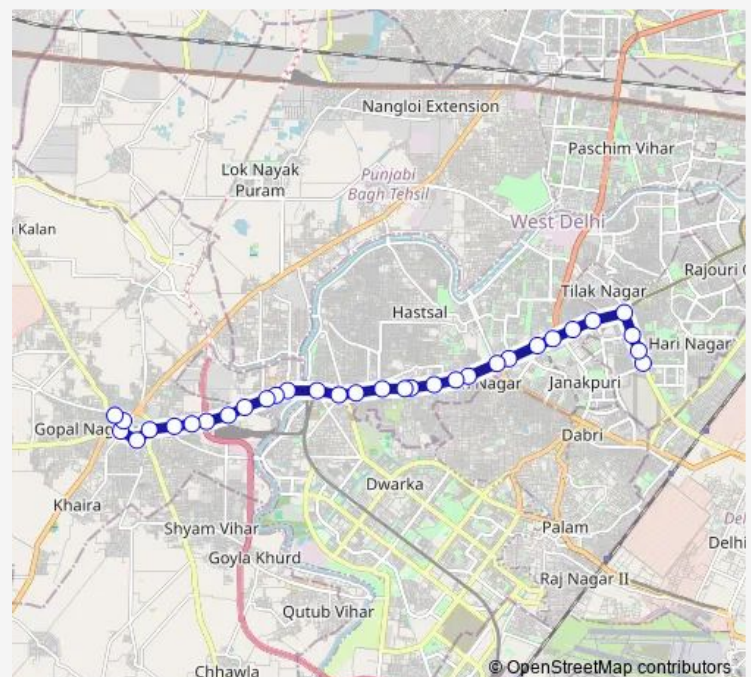 Nangloi Extension
Paschim Vihar
Lok Nayak
Puram
Punjabi
Bagh Tehsil
West Delhi
Kalan
Rajouri
Tilak Nagar
Hastsal
Hari Nagar
Nagar
Janakpuri
Gopal
Dabri
Dwarka
Khaira
Shyam Vihar
Palam
Delhi
Goyla Khurd
Raj Nagar II
Qutub Vihar
Chhawla
© OpenStreetMap contributors